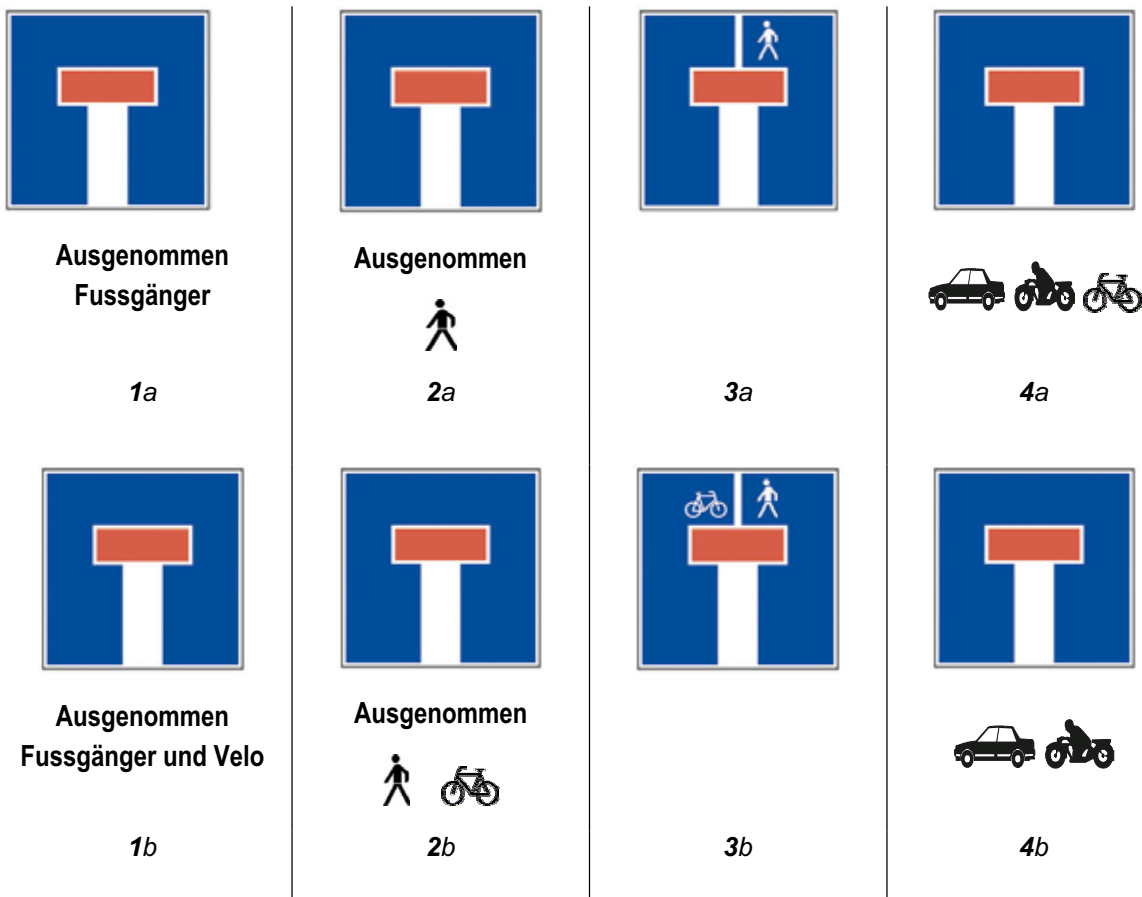 Ausgenommen
Fussgänger
Ausgenommen
1a
2a
3a
4a
Ausgenommen
Fussgänger und Velo
Ausgenommen
1b
2b
3b
4b